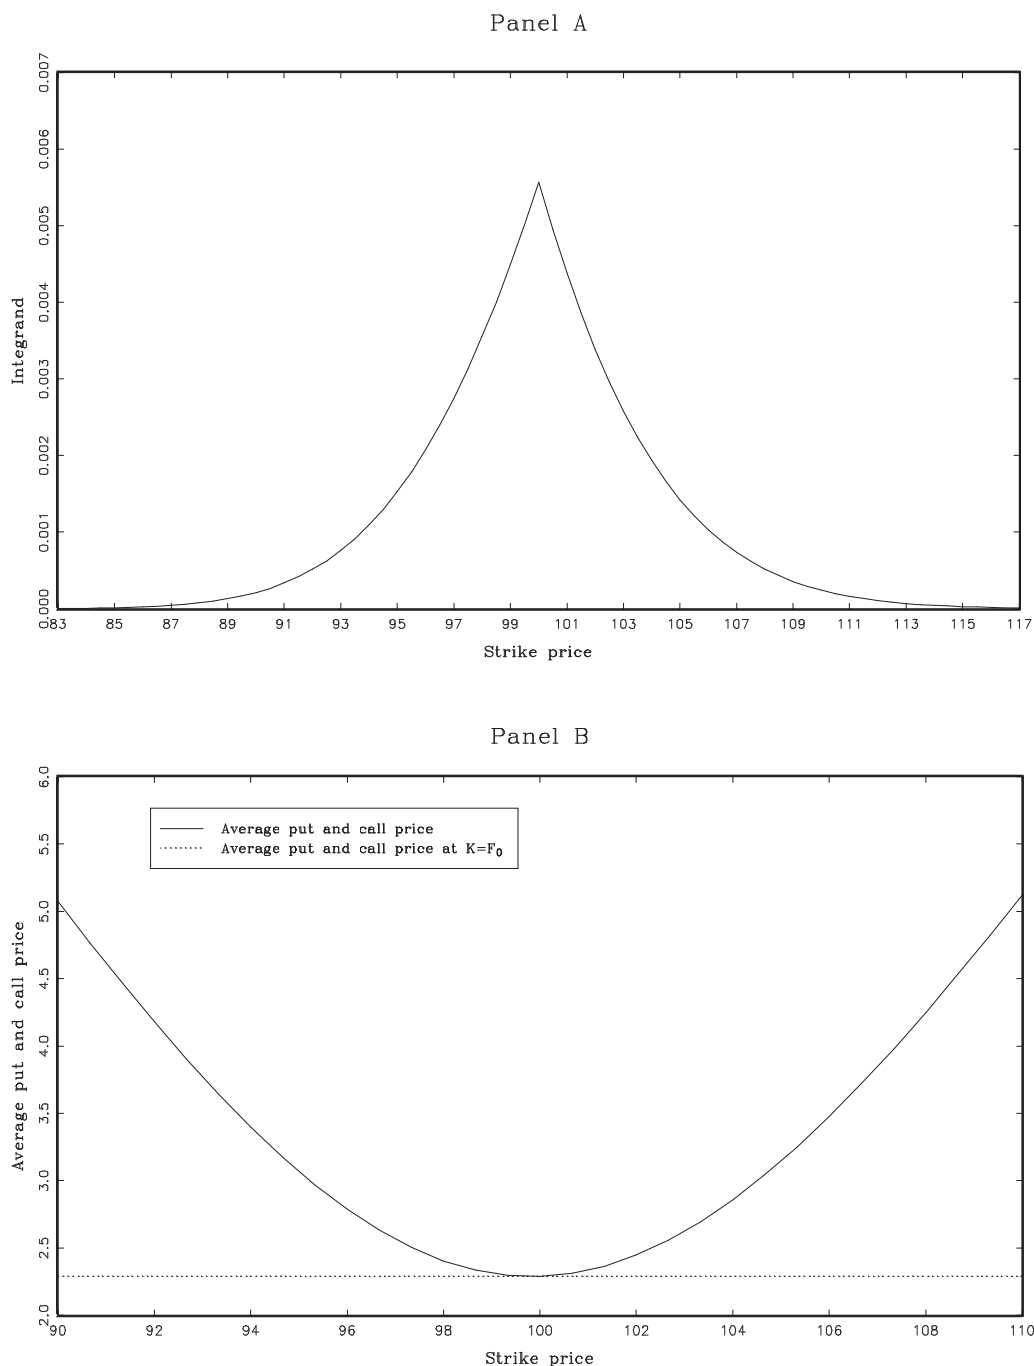 Panel A
0.007
0.006
0.005
0.004
0.003
0.002
0.001
0.000
Integrand
83 85 87 89 91 93 95 97 99 101 103 105 107 109 111 113 115 117
Strike price
Panel B
6.0
5.5
5.0
4.5
4.0
3.5
3.0
2.5
2.0
Average put and call price
Average put and call price
Average put and call price at K=F₀
90 92 94 96 98 100 102 104 106 108 110
Strike price